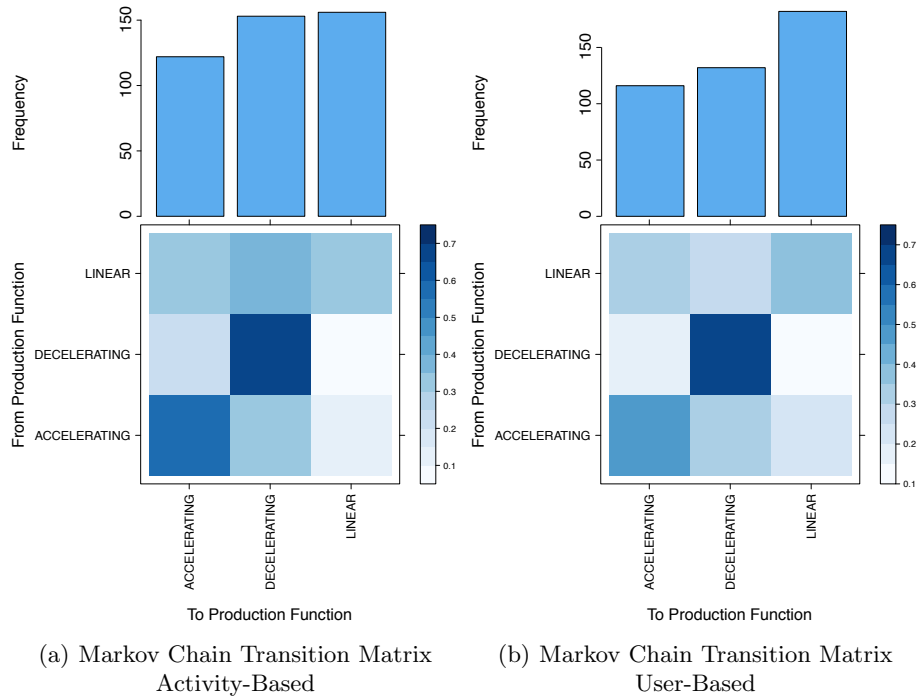 Frequency
0
50
100
150
From Production Function
LINEAR
DECELERATING
ACCELERATING
0.7
0.6
0.5
0.4
0.3
0.2
0.1
ACCELERATING
DECELERATING
LINEAR
To Production Function
(a) Markov Chain Transition Matrix
Activity-Based
Frequency
0
50
100
150
From Production Function
LINEAR
DECELERATING
ACCELERATING
0.7
0.6
0.5
0.4
0.3
0.2
0.1
ACCELERATING
DECELERATING
LINEAR
To Production Function
(b) Markov Chain Transition Matrix
User-Based